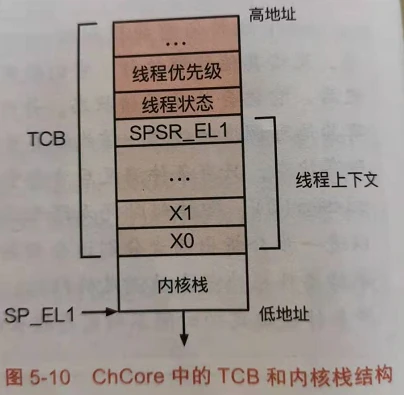 高地址
...
线程优先级
线程状态
TCB
SPSR_EL1
...
线程上下文
X1
X0
内核栈
SP_EL1
低地址
图 5-10 ChCore 中的 TCB 和内核栈结构